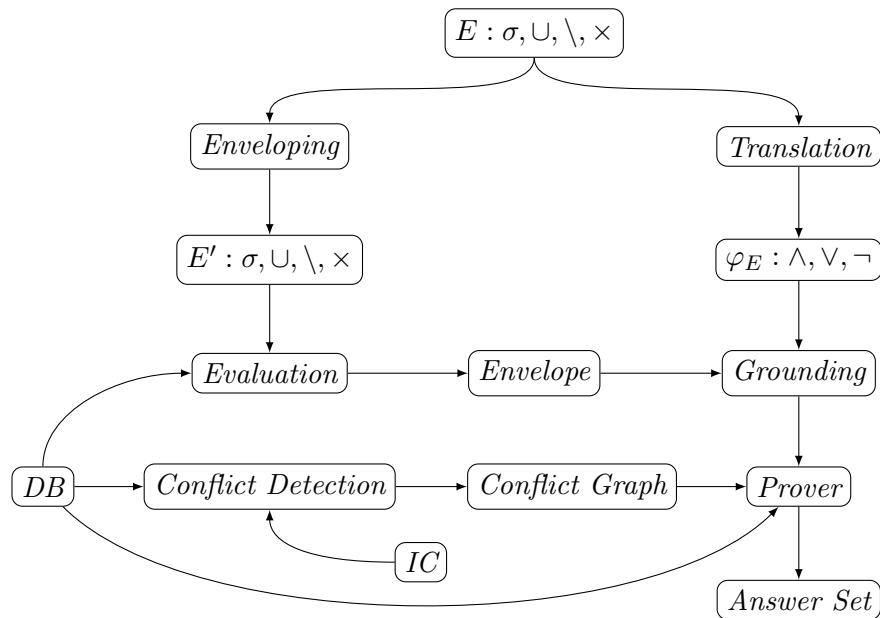 E : σ, ∪, \, ×
Enveloping
Translation
E′ : σ, ∪, \, ×
φ_E : ∧, ∨, ¬
Evaluation
Envelope
Grounding
DB
Conflict Detection
Conflict Graph
Prover
IC
Answer Set